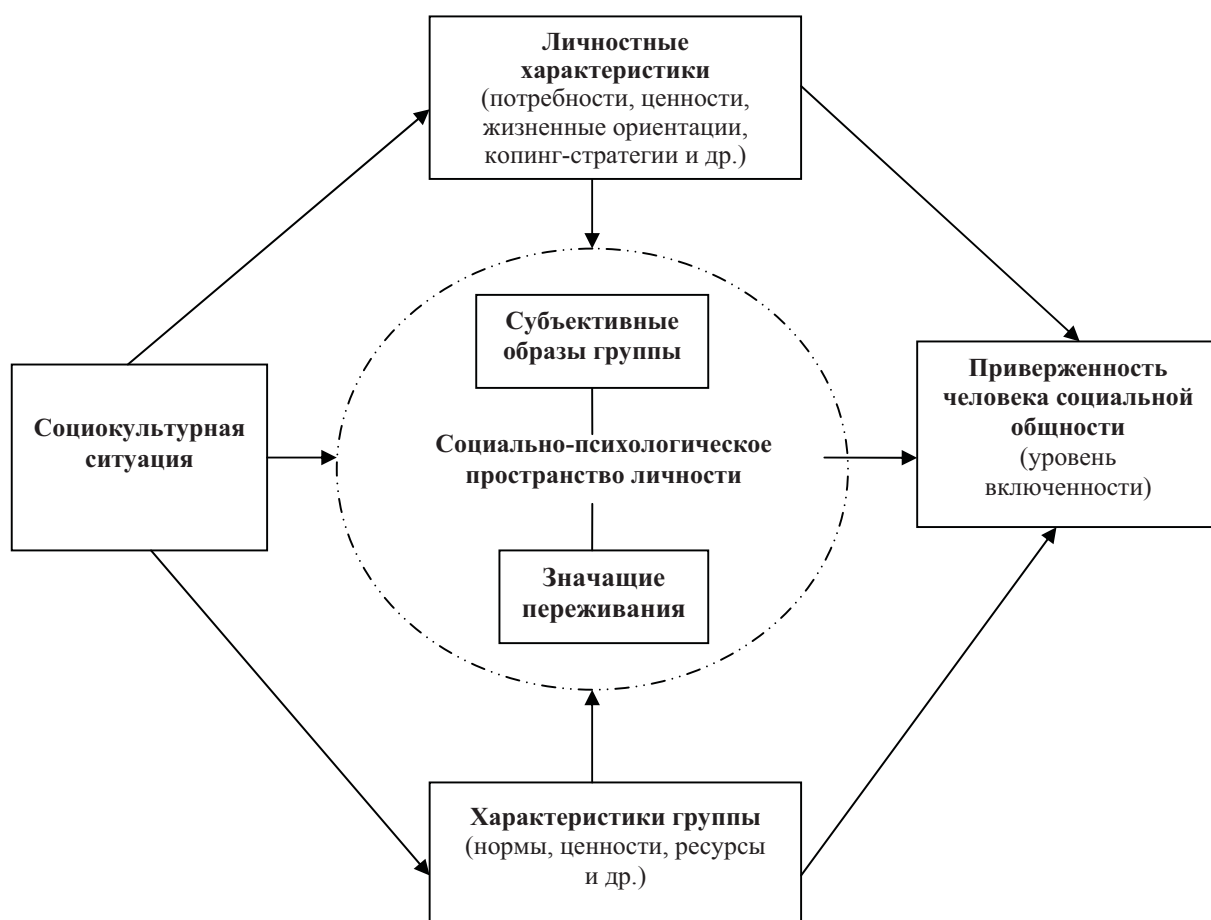 Личностные
характеристики
(потребности, ценности,
жизненные ориентации,
копинг-стратегии и др.)
Субъективные
образы группы
Социокультурная
ситуация
Социально-психологическое
пространство личности
Приверженность
человека социальной
общности
(уровень
включенности)
Значащие
переживания
Характеристики группы
(нормы, ценности, ресурсы
и др.)